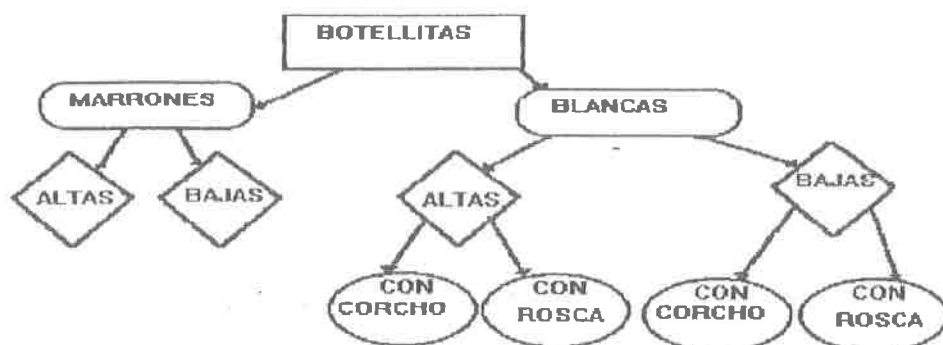 BOTELLITAS
MARRONES
BLANCAS
ALTAS
BAJAS
ALTAS
BAJAS
CON
CORCHO
CON
ROSCA
CON
CORCHO
CON
ROSCA